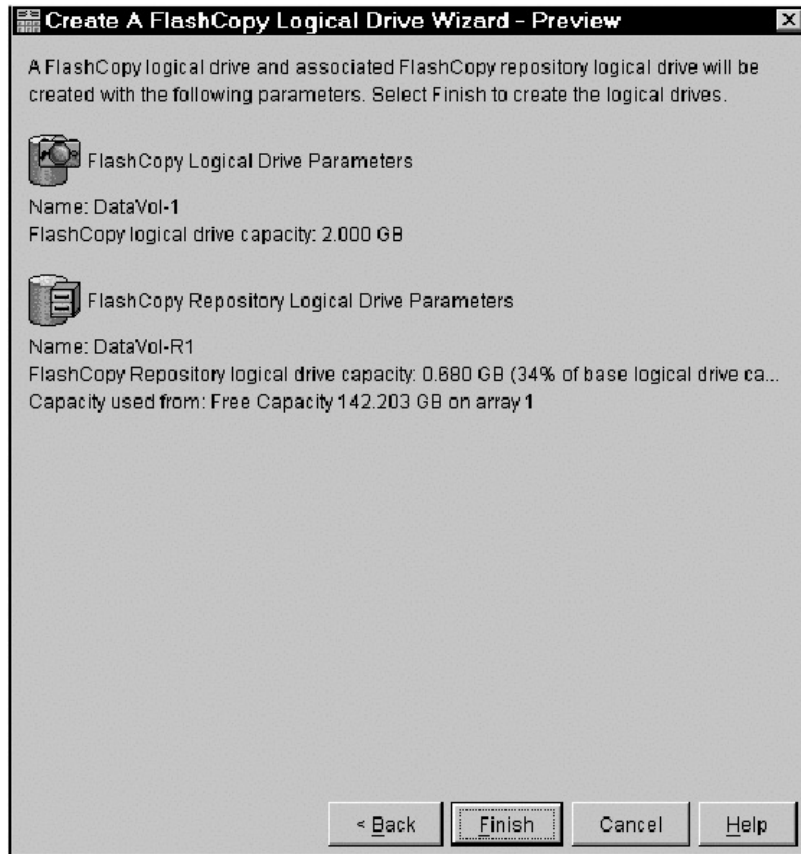 Create A FlashCopy Logical Drive Wizard - Preview
A FlashCopy logical drive and associated FlashCopy repository logical drive will be
created with the following parameters. Select Finish to create the logical drives.
FlashCopy Logical Drive Parameters
Name: DataVol-1
FlashCopy logical drive capacity: 2.000 GB
FlashCopy Repository Logical Drive Parameters
Name: DataVol-R1
FlashCopy Repository logical drive capacity: 0.680 GB (34% of base logical drive ca...
Capacity used from: Free Capacity 142.203 GB on array 1
< Back Finish Cancel Help